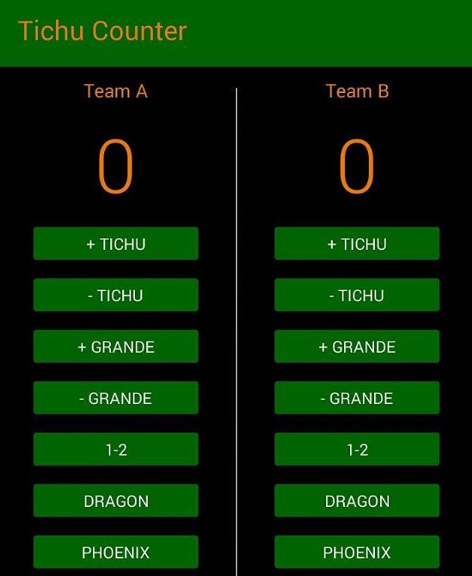 Tichu Counter
Team A
0
+ TICHU
- TICHU
+ GRANDE
- GRANDE
1-2
DRAGON
PHOENIX
Team B
0
+ TICHU
- TICHU
+ GRANDE
- GRANDE
1-2
DRAGON
PHOENIX